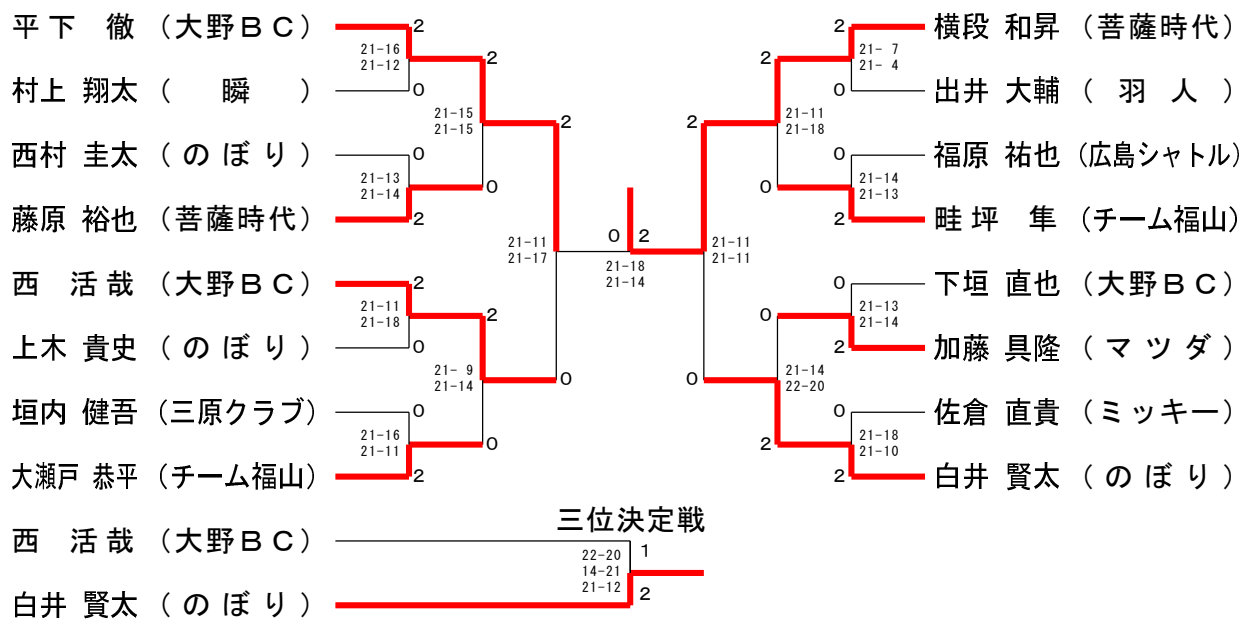 平下 徹 (大野BC) 2 2 横段 和昇 (菩薩時代)
21-16 2 2 21- 7
21-12 21- 4
村上 翔太 ( 瞬 ) 0 0 出井 大輔 ( 羽 人 )
21-15 2 2 21-11
21-15 21-18
西村 圭太 (のぼり) 0 0 福原 祐也 (広島シャトル)
21-13 0 0 21-14
21-14 21-13
藤原 裕也 (菩薩時代) 2 2 畦坪 隼 (チーム福山)
21-11 0 2 21-11
21-17 21-18 21-11
21-14
西 活哉 (大野BC) 2 0 下垣 直也 (大野BC)
21-11 2 0 21-13
21-18 21-14
上木 貴史 (のぼり) 0 2 加藤 具隆 (マツダ)
21- 9 0 0 21-14
21-14 22-20
垣内 健吾 (三原クラブ) 0 0 佐倉 直貴 (ミッキー)
21-16 0 2 21-18
21-11 21-10
大瀬戸 恭平 (チーム福山) 2 2 白井 賢太 (のぼり)
三位決定戦
西 活哉 (大野BC) 1
22-20
14-21
21-12
白井 賢太 (のぼり) 2